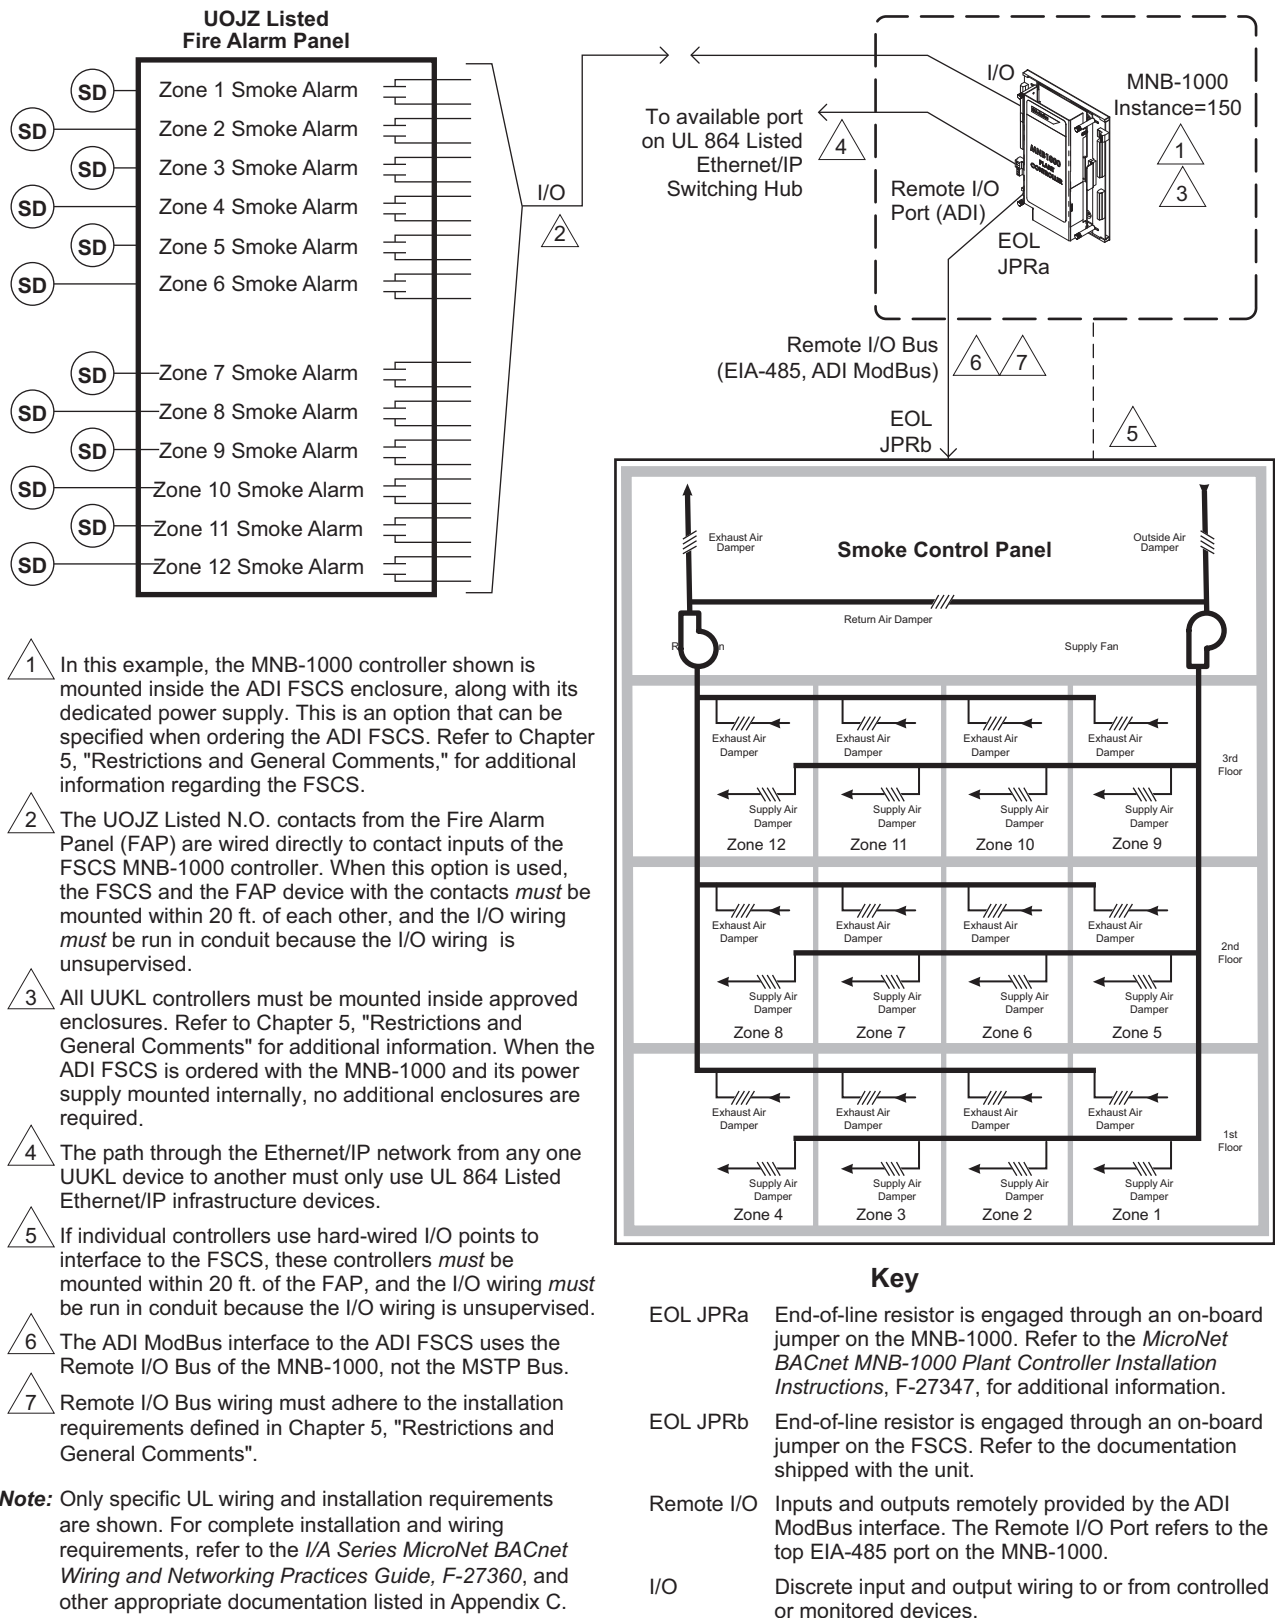 UOJZ Listed
Fire Alarm Panel
SD
Zone 1 Smoke Alarm
SD
Zone 2 Smoke Alarm
SD
Zone 3 Smoke Alarm
SD
Zone 4 Smoke Alarm
SD
Zone 5 Smoke Alarm
SD
Zone 6 Smoke Alarm
SD
Zone 7 Smoke Alarm
SD
Zone 8 Smoke Alarm
SD
Zone 9 Smoke Alarm
SD
Zone 10 Smoke Alarm
SD
Zone 11 Smoke Alarm
SD
Zone 12 Smoke Alarm
I/O
2
To available port
on UL 864 Listed
Ethernet/IP
Switching Hub
4
I/O
MNB-1000
Instance=150
1
3
MNB1000
PLANT
CONTROLLER
Remote I/O
Port (ADI)
EOL
JPRa
Remote I/O Bus
(EIA-485, ADI ModBus)
6
7
EOL
JPRb
5
Exhaust Air
Damper
Smoke Control Panel
Outside Air
Damper
Return Air Damper
Supply Fan
Exhaust Air
Damper
Exhaust Air
Damper
Exhaust Air
Damper
Exhaust Air
Damper
3rd
Floor
Supply Air
Damper
Supply Air
Damper
Supply Air
Damper
Supply Air
Damper
Zone 12
Zone 11
Zone 10
Zone 9
Exhaust Air
Damper
Exhaust Air
Damper
Exhaust Air
Damper
Exhaust Air
Damper
2nd
Floor
Supply Air
Damper
Supply Air
Damper
Supply Air
Damper
Supply Air
Damper
Zone 8
Zone 7
Zone 6
Zone 5
Exhaust Air
Damper
Exhaust Air
Damper
Exhaust Air
Damper
Exhaust Air
Damper
1st
Floor
Supply Air
Damper
Supply Air
Damper
Supply Air
Damper
Supply Air
Damper
Zone 4
Zone 3
Zone 2
Zone 1
1 In this example, the MNB-1000 controller shown is
mounted inside the ADI FSCS enclosure, along with its
dedicated power supply. This is an option that can be
specified when ordering the ADI FSCS. Refer to Chapter
5, "Restrictions and General Comments," for additional
information regarding the FSCS.
2 The UOJZ Listed N.O. contacts from the Fire Alarm
Panel (FAP) are wired directly to contact inputs of the
FSCS MNB-1000 controller. When this option is used,
the FSCS and the FAP device with the contacts must be
mounted within 20 ft. of each other, and the I/O wiring
must be run in conduit because the I/O wiring is
unsupervised.
3 All UUKL controllers must be mounted inside approved
enclosures. Refer to Chapter 5, "Restrictions and
General Comments" for additional information. When the
ADI FSCS is ordered with the MNB-1000 and its power
supply mounted internally, no additional enclosures are
required.
4 The path through the Ethernet/IP network from any one
UUKL device to another must only use UL 864 Listed
Ethernet/IP infrastructure devices.
5 If individual controllers use hard-wired I/O points to
interface to the FSCS, these controllers must be
mounted within 20 ft. of the FAP, and the I/O wiring must
be run in conduit because the I/O wiring is unsupervised.
6 The ADI ModBus interface to the ADI FSCS uses the
Remote I/O Bus of the MNB-1000, not the MSTP Bus.
7 Remote I/O Bus wiring must adhere to the installation
requirements defined in Chapter 5, "Restrictions and
General Comments".
Note: Only specific UL wiring and installation requirements
are shown. For complete installation and wiring
requirements, refer to the I/A Series MicroNet BACnet
Wiring and Networking Practices Guide, F-27360, and
other appropriate documentation listed in Appendix C.
Key
EOL JPRa End-of-line resistor is engaged through an on-board
jumper on the MNB-1000. Refer to the MicroNet
BACnet MNB-1000 Plant Controller Installation
Instructions, F-27347, for additional information.
EOL JPRb End-of-line resistor is engaged through an on-board
jumper on the FSCS. Refer to the documentation
shipped with the unit.
Remote I/O Inputs and outputs remotely provided by the ADI
ModBus interface. The Remote I/O Port refers to the
top EIA-485 port on the MNB-1000.
I/O Discrete input and output wiring to or from controlled
or monitored devices.